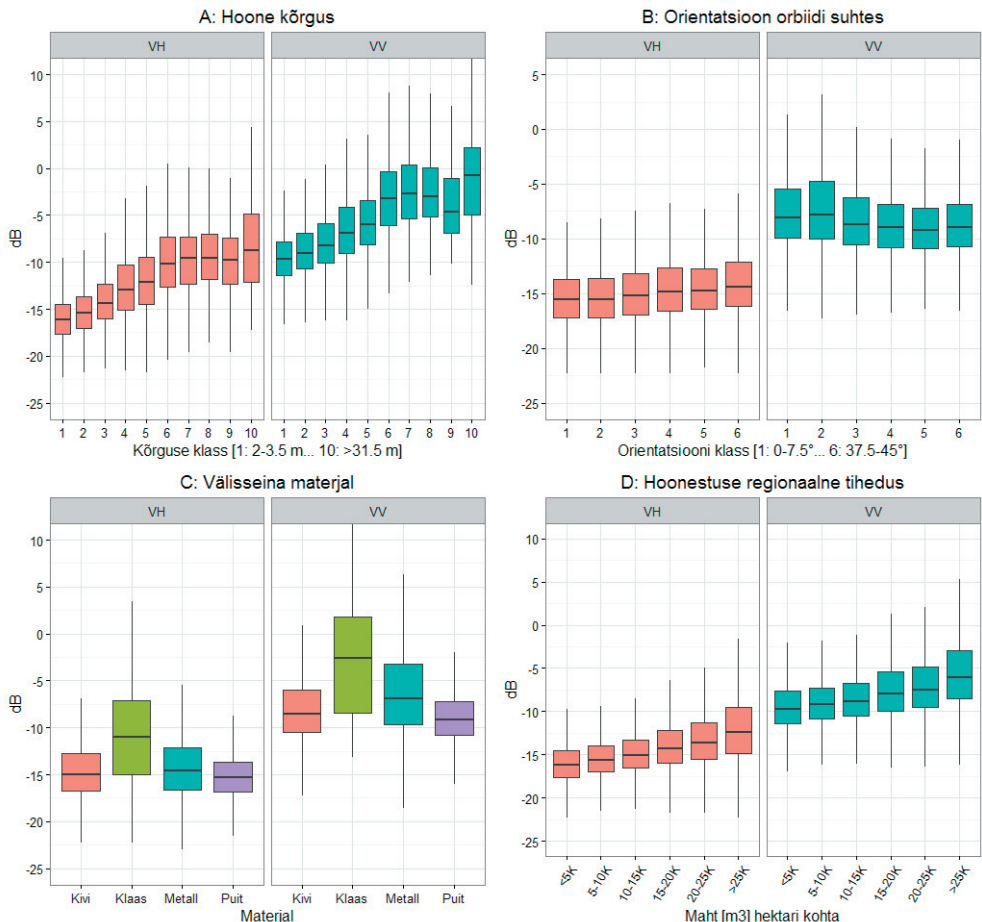 A: Hoone kõrgus
VH VV
dB
10
5
0
-5
-10
-15
-20
-25
1 2 3 4 5 6 7 8 9 10 1 2 3 4 5 6 7 8 9 10
Kõrguse klass [1: 2-3.5 m... 10: >31.5 m]
B: Orientatsioon orbiidi suhtes
VH VV
dB
5
0
-5
-10
-15
-20
-25
1 2 3 4 5 6 1 2 3 4 5 6
Orientatsiooni klass [1: 0-7.5°... 6: 37.5-45°]
C: Välisseina materjal
VH VV
dB
10
5
0
-5
-10
-15
-20
-25
Kivi Klaas Metall Puit Kivi Klaas Metall Puit
Materjal
D: Hoonestuse regionaalne tihedus
VH VV
dB
10
5
0
-5
-10
-15
-20
-25
<5K 5-10K 10-15K 15-20K 20-25K >25K <5K 5-10K 10-15K 15-20K 20-25K >25K
Maht [m3] hektari kohta